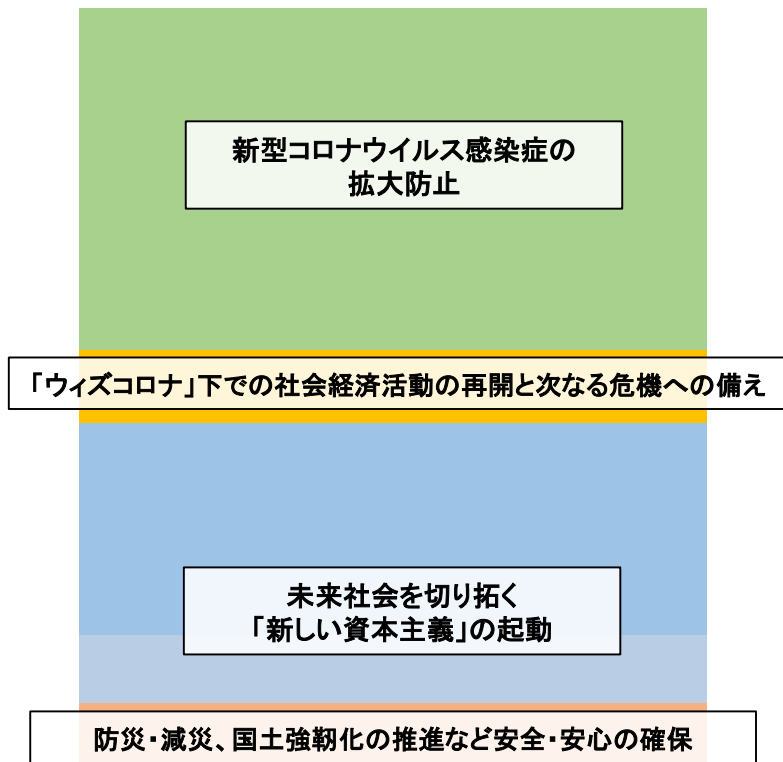 新型コロナウイルス感染症の
拡大防止
「ウィズコロナ」下での社会経済活動の再開と次なる危機への備え
未来社会を切り拓く
「新しい資本主義」の起動
防災・減災、国土強靭化の推進など安全・安心の確保